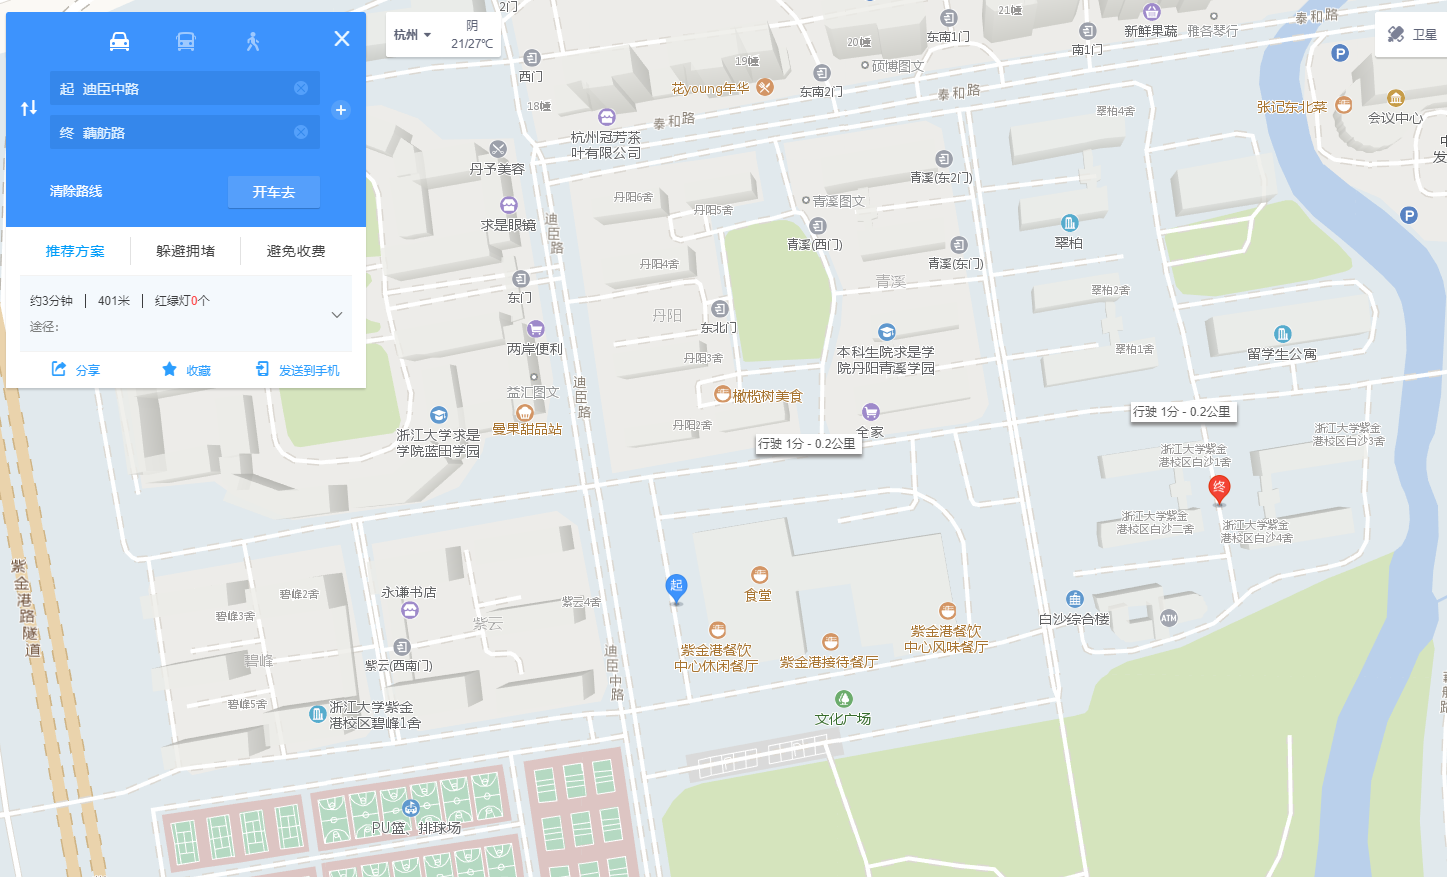 起 迪臣中路
终 藕舫路
清除路线
开车去
推荐方案
躲避拥堵
避免收费
约3分钟 | 401米 | 红绿灯0个
途径:
分享
收藏
发送到手机
杭州
阴
21/27℃
卫星
2门
西门
18幢
19幢
20幢
21幢
东南1门
东南2门
硕博图文
花young年华
南1门
新鲜果蔬
雅各琴行
泰和路
泰和路
泰和路
杭州冠芳茶
叶有限公司
丹予美容
求是眼镜
迪臣路
东门
两岸便利
益汇图文
曼果甜品站
浙江大学求是
学院蓝田学园
迪臣路
丹阳6舍
丹阳5舍
丹阳4舍
丹阳
东北门
丹阳3舍
橄榄树美食
丹阳2舍
青溪图文
青溪(西门)
青溪(东2门)
青溪(东门)
青溪
本科生院求是学
院丹阳青溪学园
全家
行驶 1分 - 0.2公里
翠柏4舍
翠柏
翠柏2舍
翠柏1舍
留学生公寓
张记东北菜
会议中心
行驶 1分 - 0.2公里
浙江大学紫金
港校区白沙1舍
浙江大学紫金
港校区白沙3舍
浙江大学紫金
港校区白沙二舍
浙江大学紫金
港校区白沙4舍
终
白沙综合楼
ATM
P
P
紫金港路隧道
碧峰3舍
碧峰2舍
碧峰
碧峰5舍
浙江大学紫金
港校区碧峰1舍
永谦书店
紫云
紫云4舍
紫云(西南门)
迪臣中路
起
食堂
紫金港餐饮
中心休闲餐厅
紫金港接待餐厅
紫金港餐饮
中心风味餐厅
文化广场
PU篮、排球场